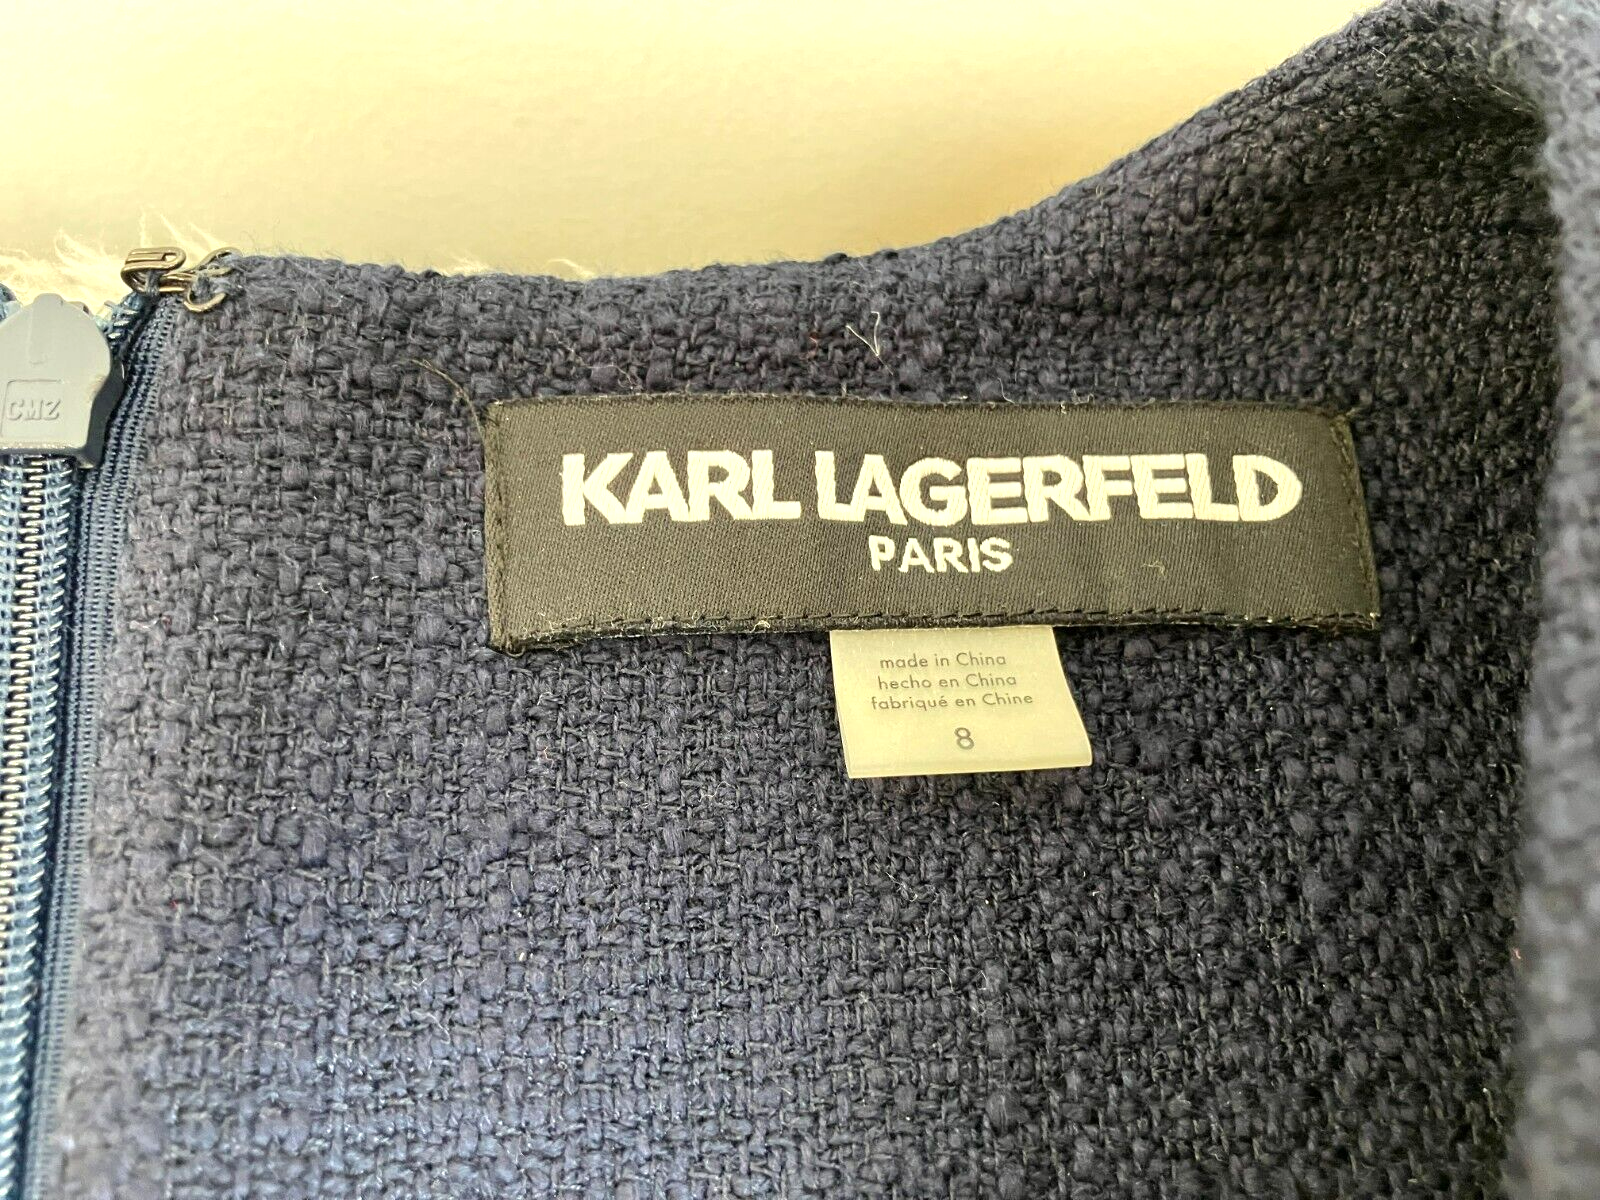 KARL LAGERFELD
PARIS
made in China
hecho en China
fabriqué en Chine
8
CMZ